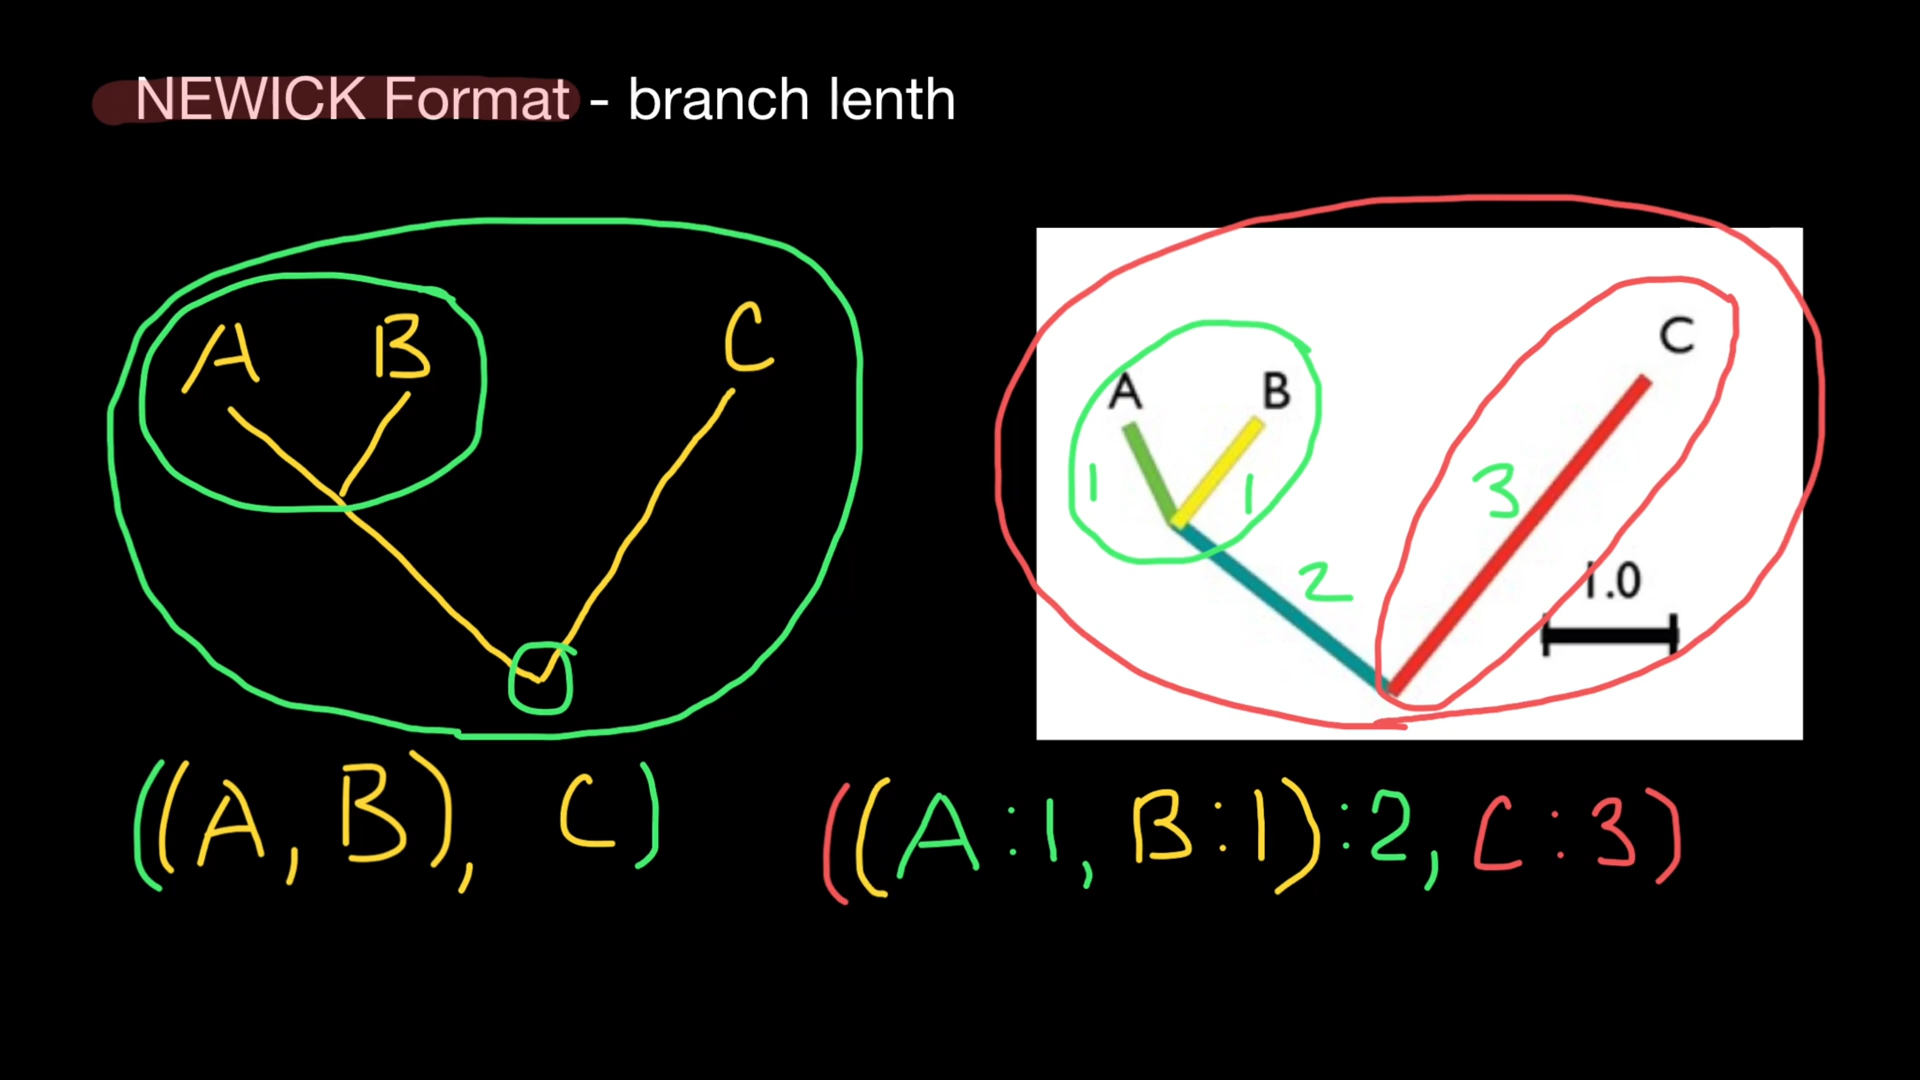 NEWICK Format - branch lenth
A B C
A B C
1 1 3
2 1.0
((A, B), C)
((A:1, B:1):2, C:3)